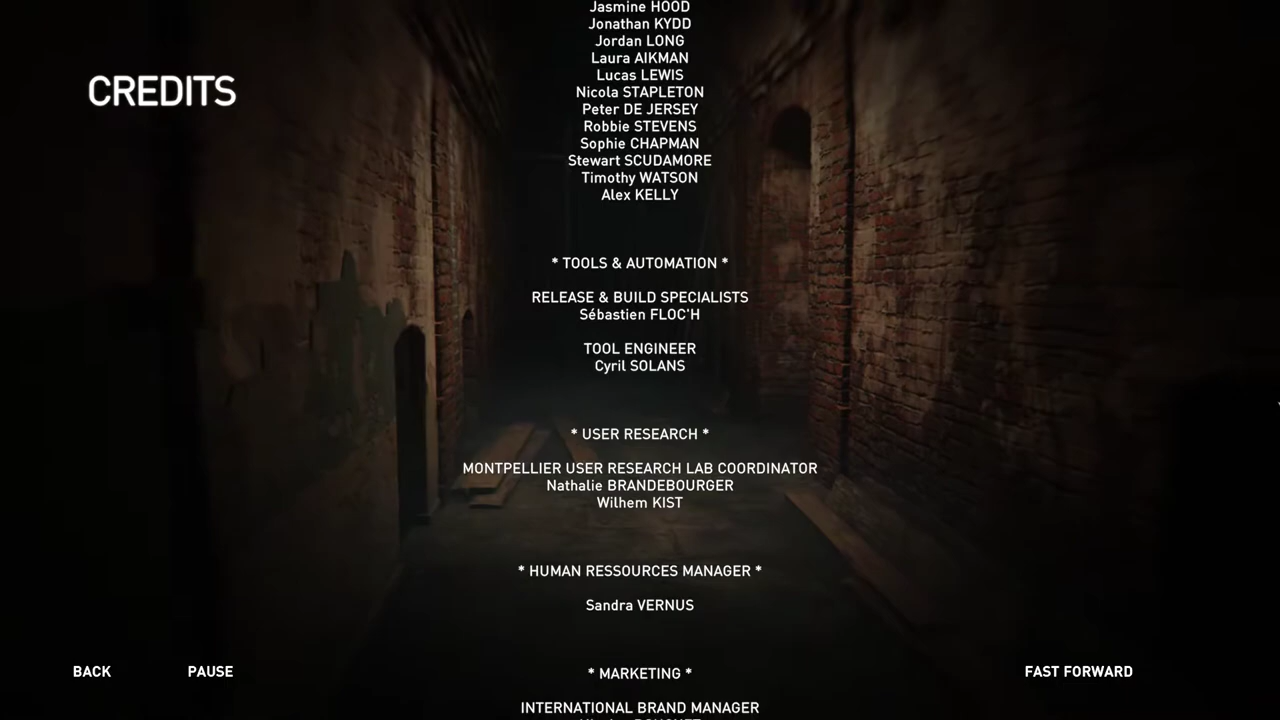 CREDITS
Jasmine HOOD
Jonathan KYDD
Jordan LONG
Laura AIKMAN
Lucas LEWIS
Nicola STAPLETON
Peter DE JERSEY
Robbie STEVENS
Sophie CHAPMAN
Stewart SCUDAMORE
Timothy WATSON
Alex KELLY
* TOOLS & AUTOMATION *
RELEASE & BUILD SPECIALISTS
Sébastien FLOC'H
TOOL ENGINEER
Cyril SOLANS
* USER RESEARCH *
MONTPELLIER USER RESEARCH LAB COORDINATOR
Nathalie BRANDEBOURGER
Wilhem KIST
* HUMAN RESSOURCES MANAGER *
Sandra VERNUS
* MARKETING *
INTERNATIONAL BRAND MANAGER
BACK
PAUSE
FAST FORWARD